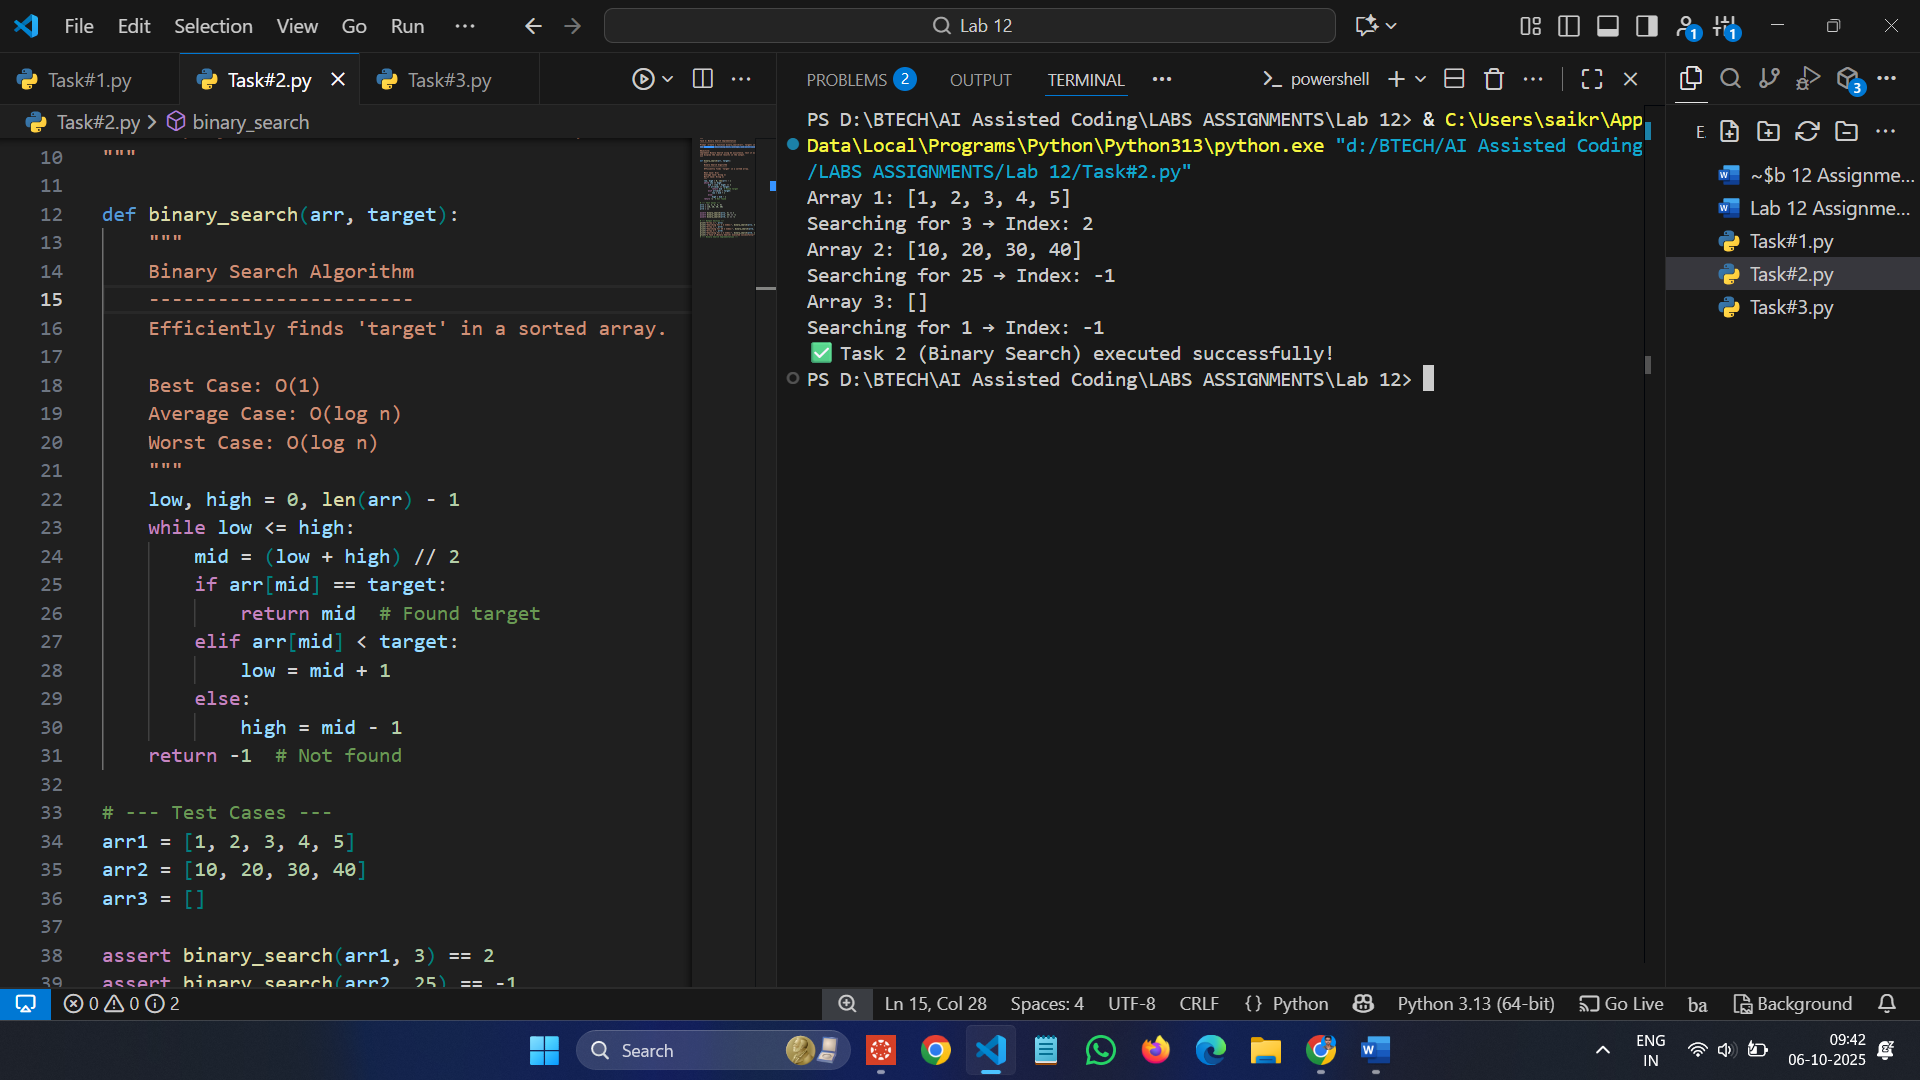 File Edit Selection View Go Run ··· Lab 12
Task#1.py Task#2.py Task#3.py
Task#2.py > binary_search
10 """
11
12 def binary_search(arr, target):
13 """
14 Binary Search Algorithm
15 -----------------------
16 Efficiently finds 'target' in a sorted array.
17
18 Best Case: O(1)
19 Average Case: O(log n)
20 Worst Case: O(log n)
21 """
22 low, high = 0, len(arr) - 1
23 while low <= high:
24 mid = (low + high) // 2
25 if arr[mid] == target:
26 return mid  # Found target
27 elif arr[mid] < target:
28 low = mid + 1
29 else:
30 high = mid - 1
31 return -1  # Not found
32
33 # --- Test Cases ---
34 arr1 = [1, 2, 3, 4, 5]
35 arr2 = [10, 20, 30, 40]
36 arr3 = []
37
38 assert binary_search(arr1, 3) == 2
39 assert binary_search(arr2, 25) == -1
PROBLEMS 2 OUTPUT TERMINAL ··· powershell
PS D:\BTECH\AI Assisted Coding\LABS ASSIGNMENTS\Lab 12> & C:\Users\saikr\App
Data\Local\Programs\Python\Python313\python.exe "d:/BTECH/AI Assisted Coding
/LABS ASSIGNMENTS/Lab 12/Task#2.py"
Array 1: [1, 2, 3, 4, 5]
Searching for 3 → Index: 2
Array 2: [10, 20, 30, 40]
Searching for 25 → Index: -1
Array 3: []
Searching for 1 → Index: -1
✅ Task 2 (Binary Search) executed successfully!
PS D:\BTECH\AI Assisted Coding\LABS ASSIGNMENTS\Lab 12>
1 1
3
E
~$b 12 Assignme...
Lab 12 Assignme...
Task#1.py
Task#2.py
Task#3.py
0 0 2 Ln 15, Col 28 Spaces: 4 UTF-8 CRLF {} Python Python 3.13 (64-bit) Go Live ba Background
Search
ENG
IN
09:42
06-10-2025